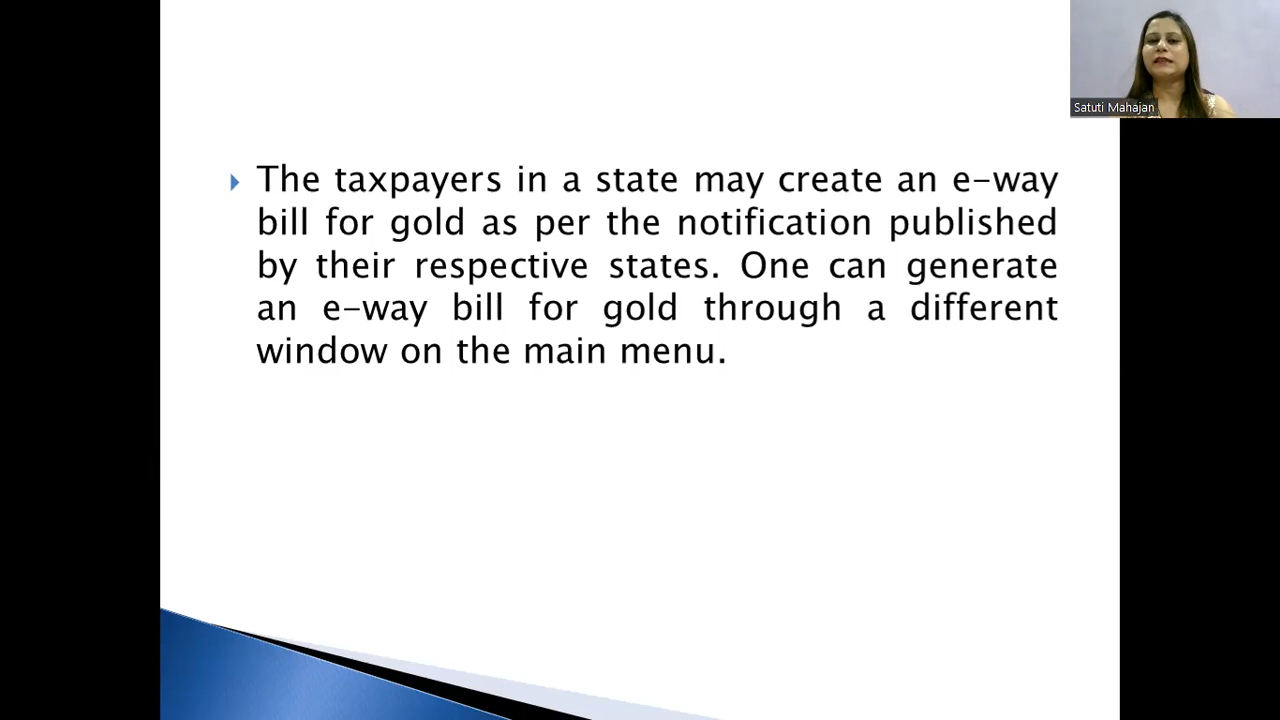 Satuti Mahajan
The taxpayers in a state may create an e-way
bill for gold as per the notification published
by their respective states. One can generate
an e-way bill for gold through a different
window on the main menu.